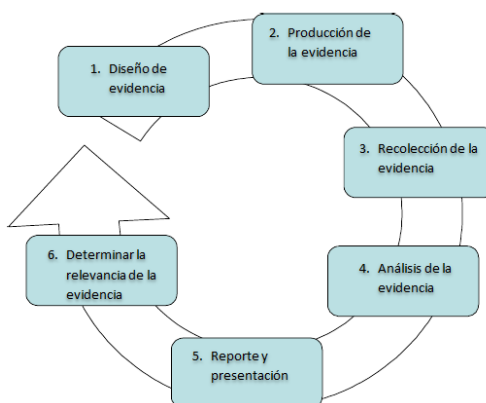 1. Diseño de
evidencia
2. Producción de
la evidencia
3. Recolección de la
evidencia
4. Análisis de la
evidencia
5. Reporte y
presentación
6. Determinar la
relevancia de la
evidencia